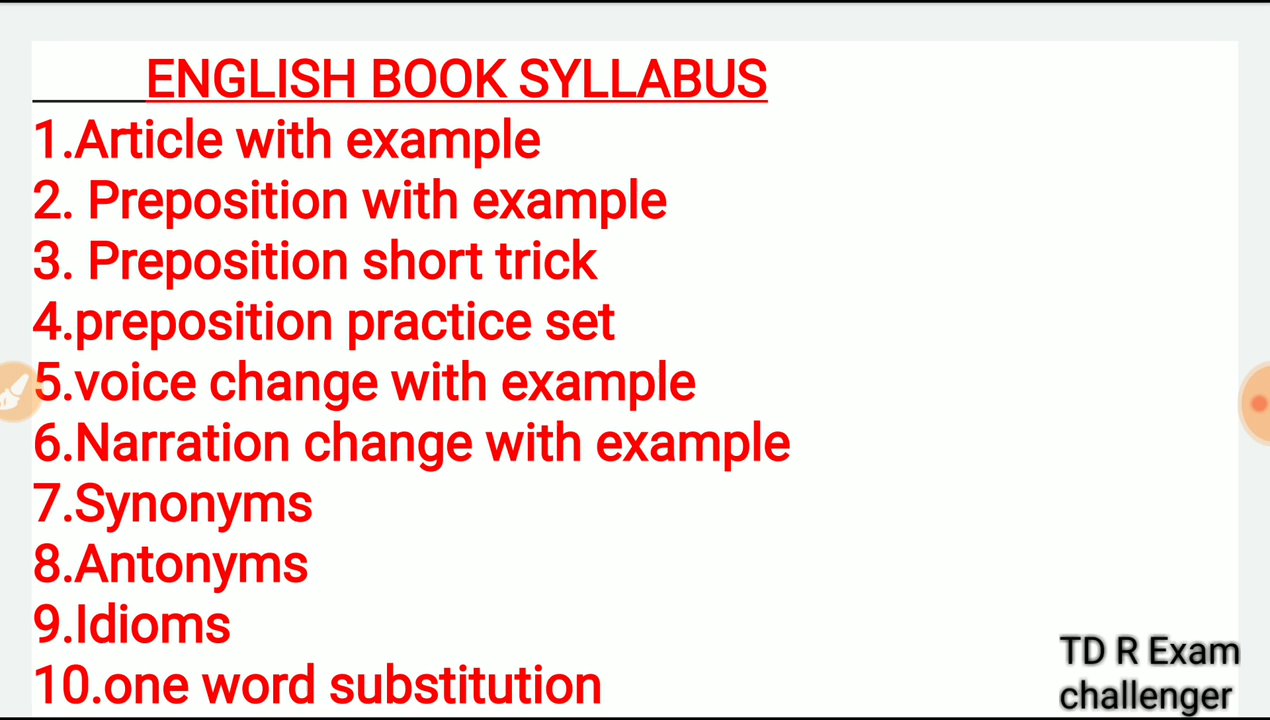 ENGLISH BOOK SYLLABUS
1.Article with example
2. Preposition with example
3. Preposition short trick
4.preposition practice set
5.voice change with example
6.Narration change with example
7.Synonyms
8.Antonyms
9.Idioms
10.one word substitution
TD R Exam
challenger